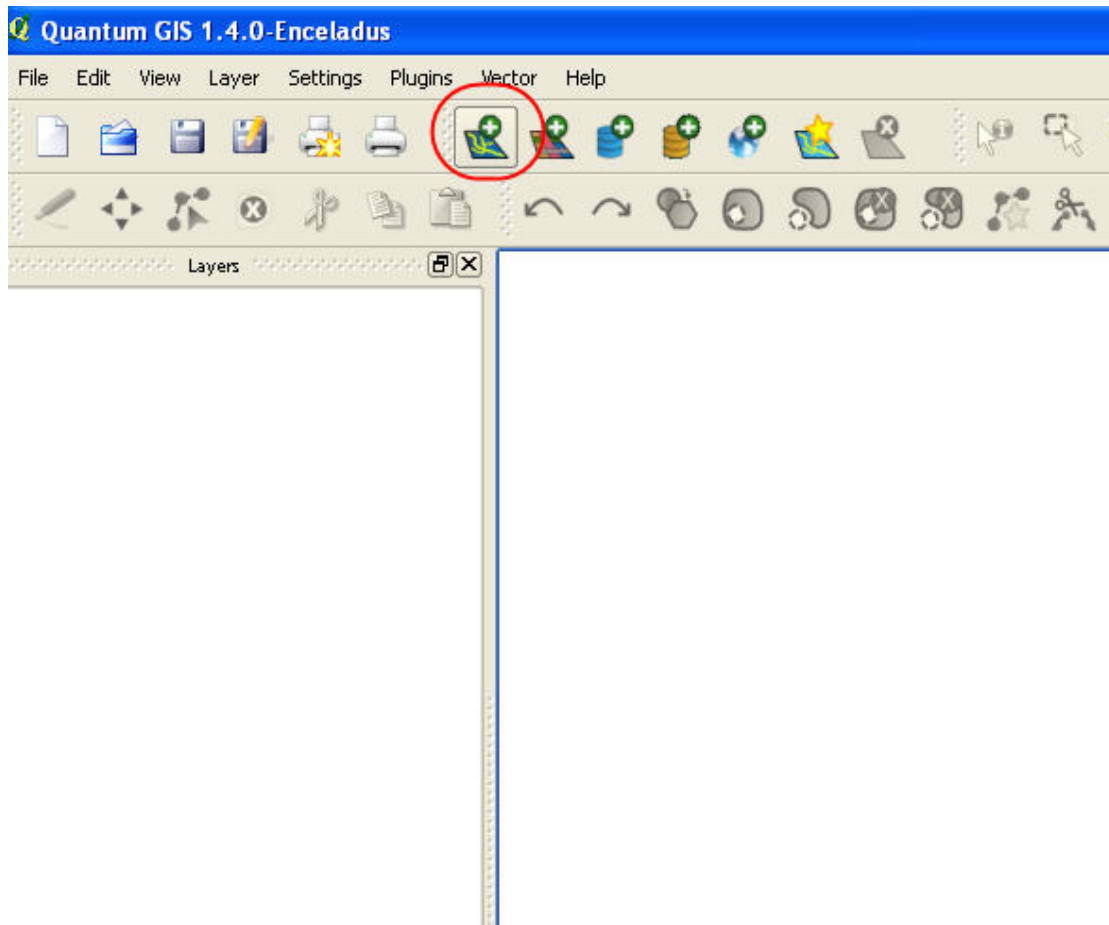 Quantum GIS 1.4.0-Enceladus
File Edit View Layer Settings Plugins Vector Help
Layers